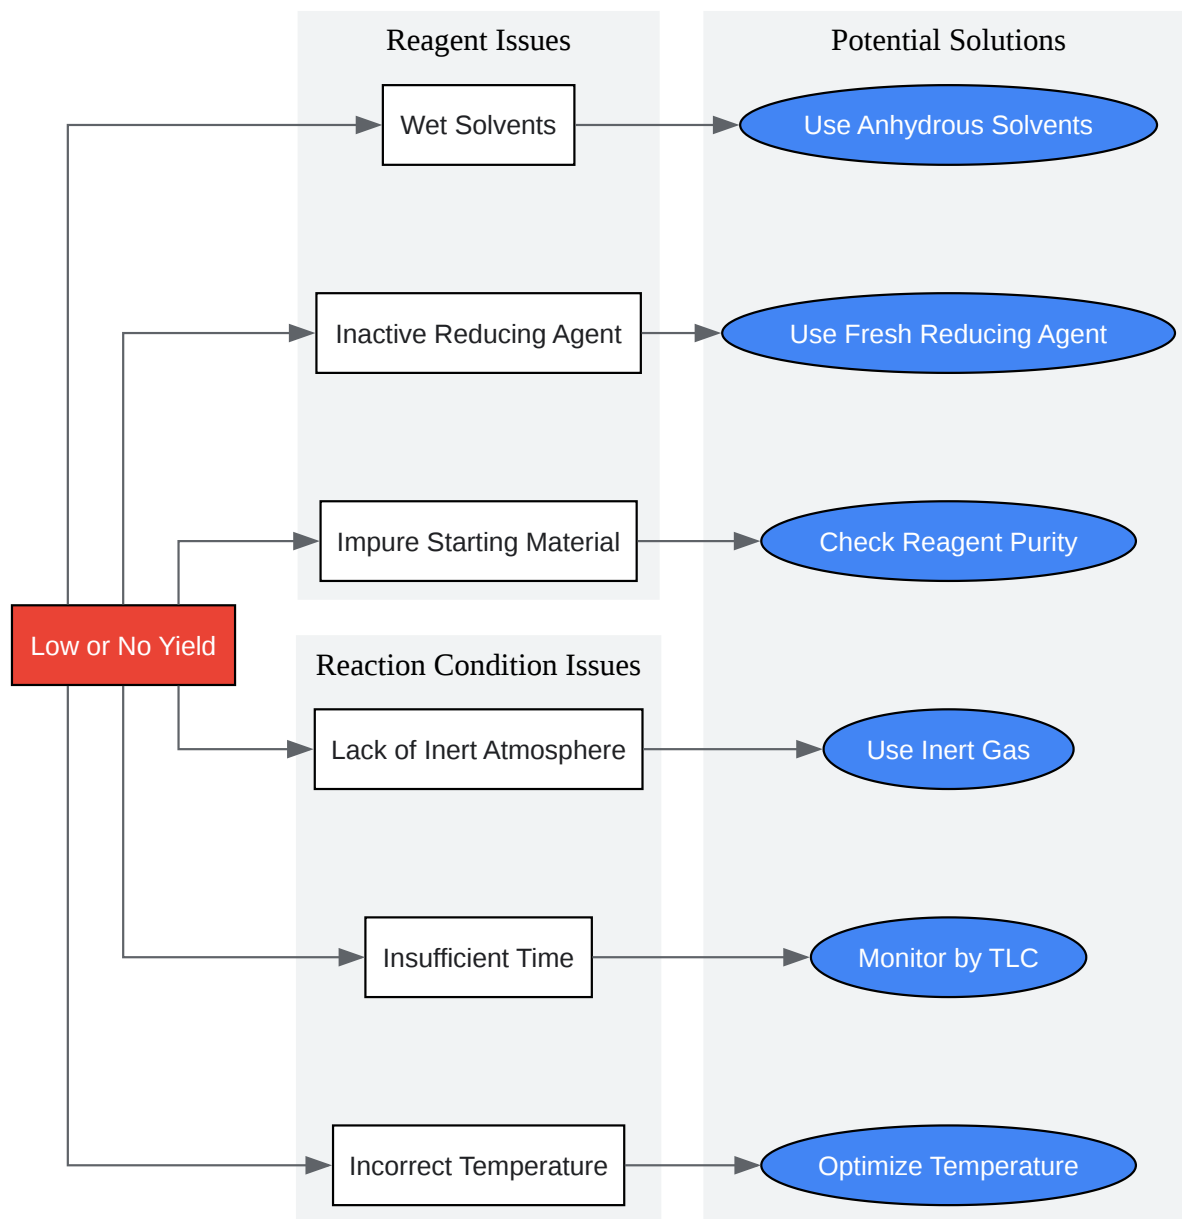 Reagent Issues
Potential Solutions
Wet Solvents
Use Anhydrous Solvents
Inactive Reducing Agent
Use Fresh Reducing Agent
Impure Starting Material
Check Reagent Purity
Low or No Yield
Reaction Condition Issues
Lack of Inert Atmosphere
Use Inert Gas
Insufficient Time
Monitor by TLC
Incorrect Temperature
Optimize Temperature